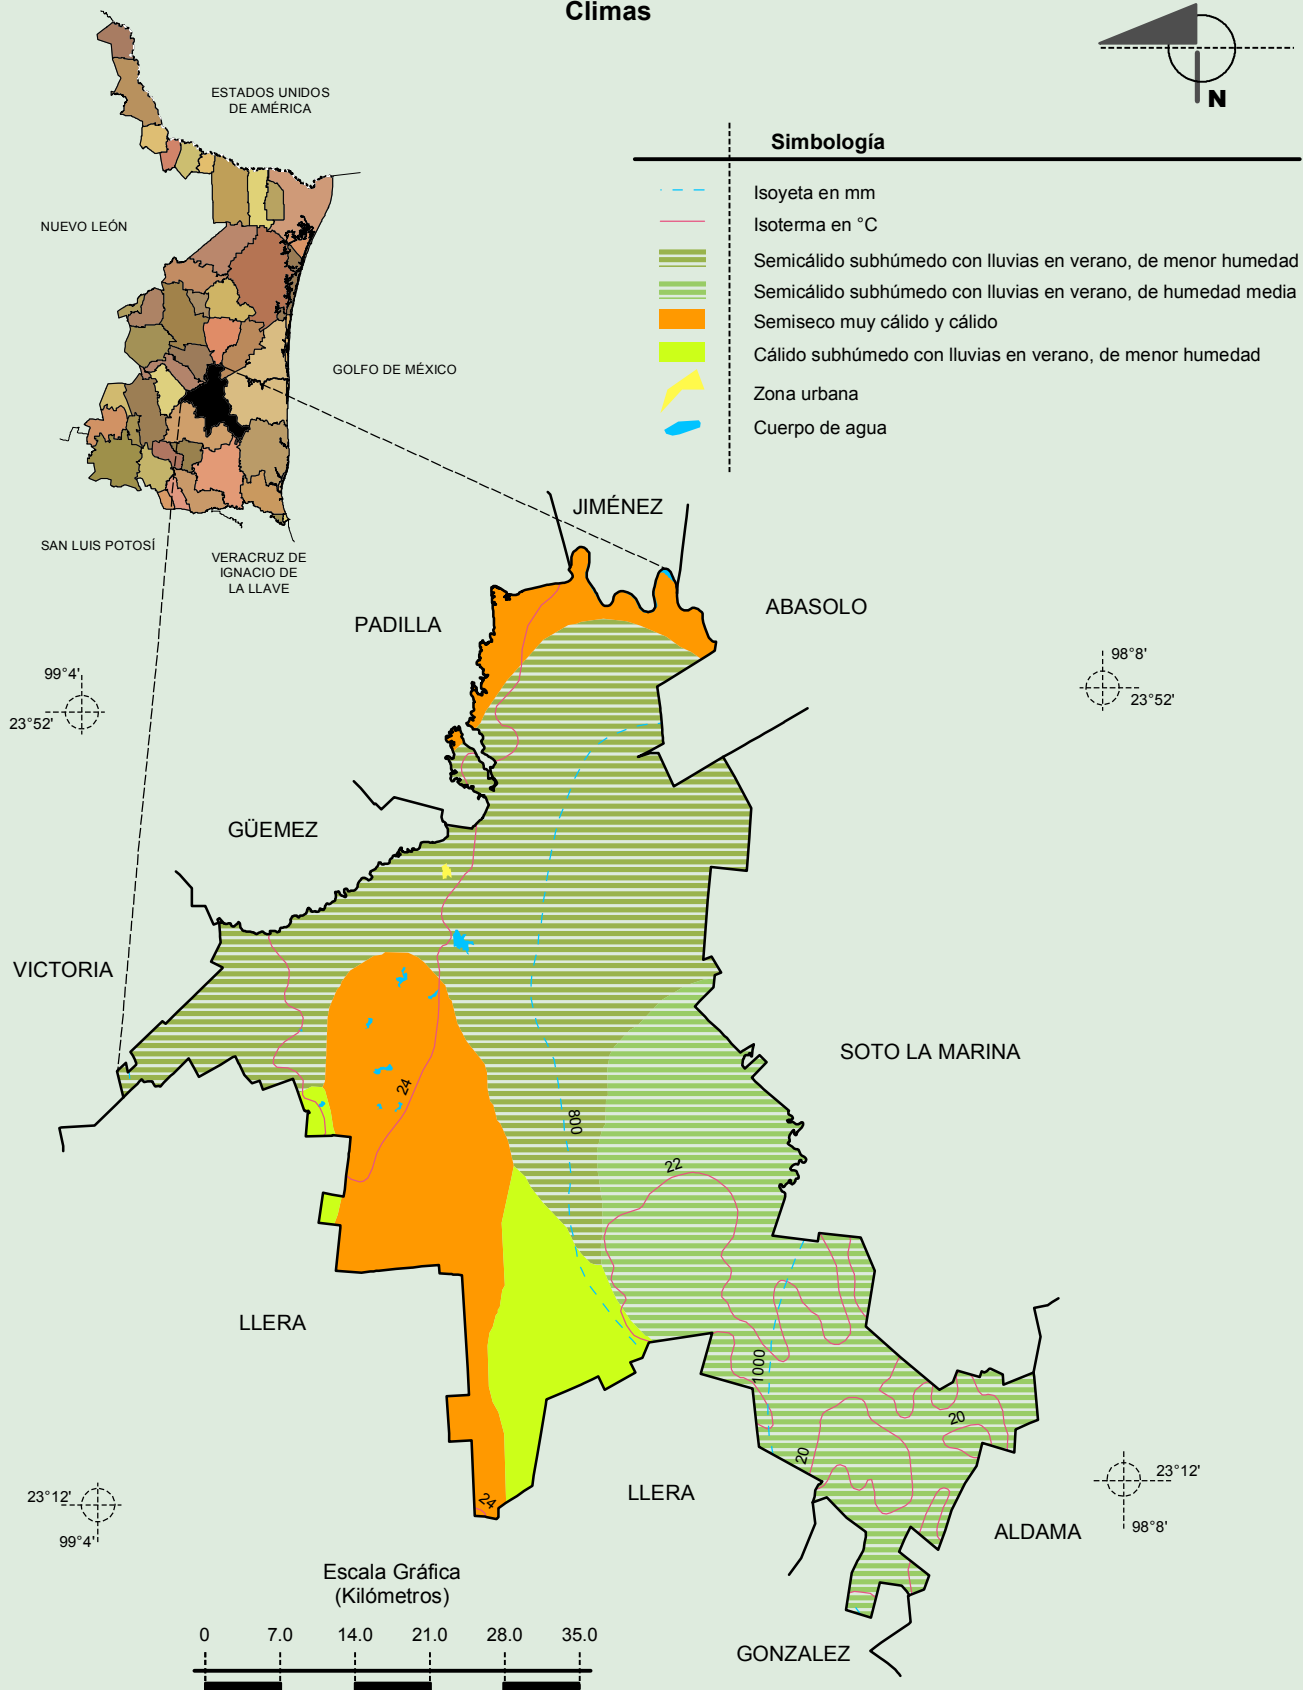 Climas
N
ESTADOS UNIDOS
DE AMÉRICA
NUEVO LEÓN
GOLFO DE MÉXICO
SAN LUIS POTOSÍ
VERACRUZ DE
IGNACIO DE
LA LLAVE
Simbología
Isoyeta en mm
Isoterma en °C
Semicálido subhúmedo con lluvias en verano, de menor humedad
Semicálido subhúmedo con lluvias en verano, de humedad media
Semiseco muy cálido y cálido
Cálido subhúmedo con lluvias en verano, de menor humedad
Zona urbana
Cuerpo de agua
JIMÉNEZ
PADILLA
ABASOLO
99°4'
23°52'
98°8'
23°52'
GÜEMEZ
VICTORIA
SOTO LA MARINA
24
800
22
LLERA
1000
20
20
24
LLERA
23°12'
99°4'
23°12'
98°8'
ALDAMA
GONZALEZ
Escala Gráfica
(Kilómetros)
0 7.0 14.0 21.0 28.0 35.0